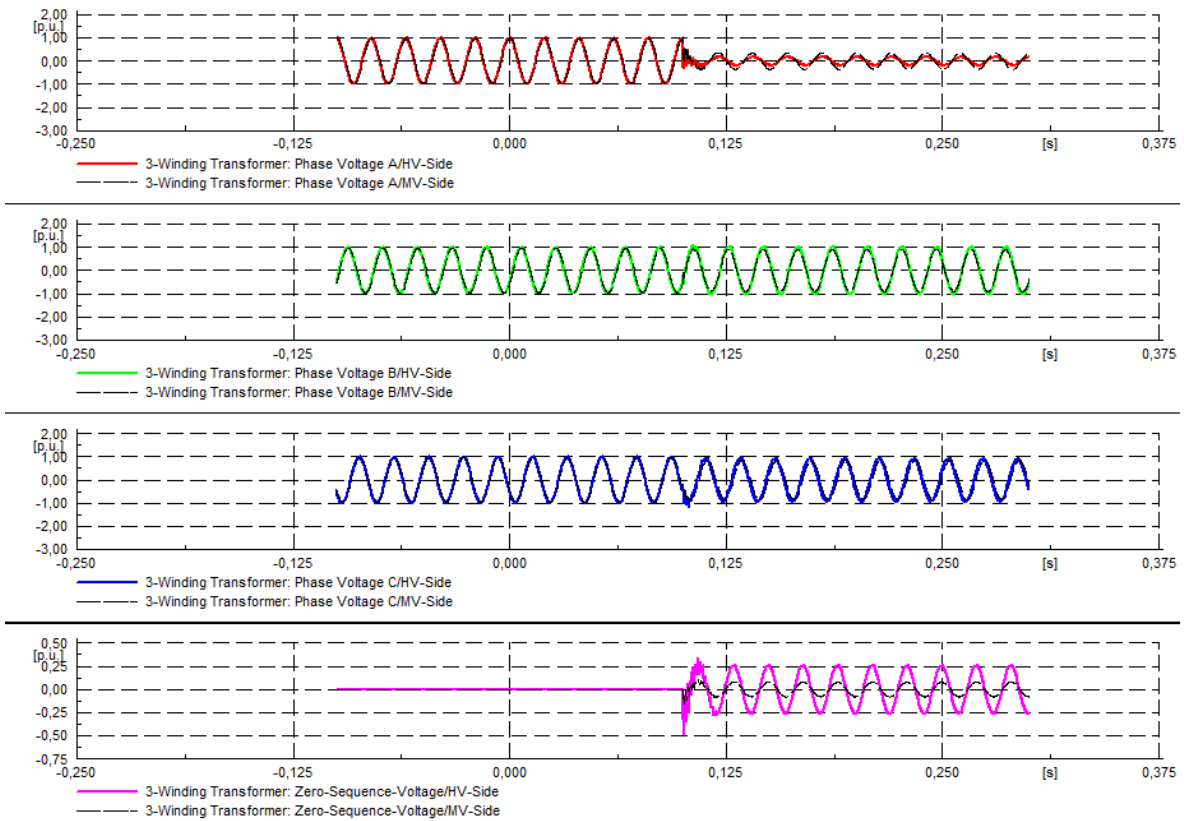 2,00
[p.u.]
1,00
0,00
-1,00
-2,00
-3,00
-0,250 -0,125 0,000 0,125 0,250 [s] 0,375
3-Winding Transformer: Phase Voltage A/HV-Side
3-Winding Transformer: Phase Voltage A/MV-Side
2,00
[p.u.]
1,00
0,00
-1,00
-2,00
-3,00
-0,250 -0,125 0,000 0,125 0,250 [s] 0,375
3-Winding Transformer: Phase Voltage B/HV-Side
3-Winding Transformer: Phase Voltage B/MV-Side
2,00
[p.u.]
1,00
0,00
-1,00
-2,00
-3,00
-0,250 -0,125 0,000 0,125 0,250 [s] 0,375
3-Winding Transformer: Phase Voltage C/HV-Side
3-Winding Transformer: Phase Voltage C/MV-Side
0,50
[p.u.]
0,25
0,00
-0,25
-0,50
-0,75
-0,250 -0,125 0,000 0,125 0,250 [s] 0,375
3-Winding Transformer: Zero-Sequence-Voltage/HV-Side
3-Winding Transformer: Zero-Sequence-Voltage/MV-Side